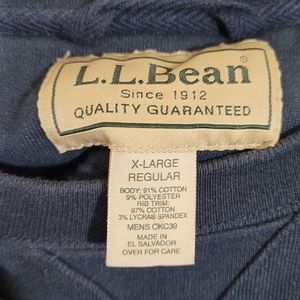 L.L.Bean
Since 1912
QUALITY GUARANTEED
X-LARGE
REGULAR
BODY: 91% COTTON
9% POLYESTER
RIB TRIM:
97% COTTON
3% LYCRA® SPANDEX
MENS CKC39
MADE IN
EL SALVADOR
OVER FOR CARE